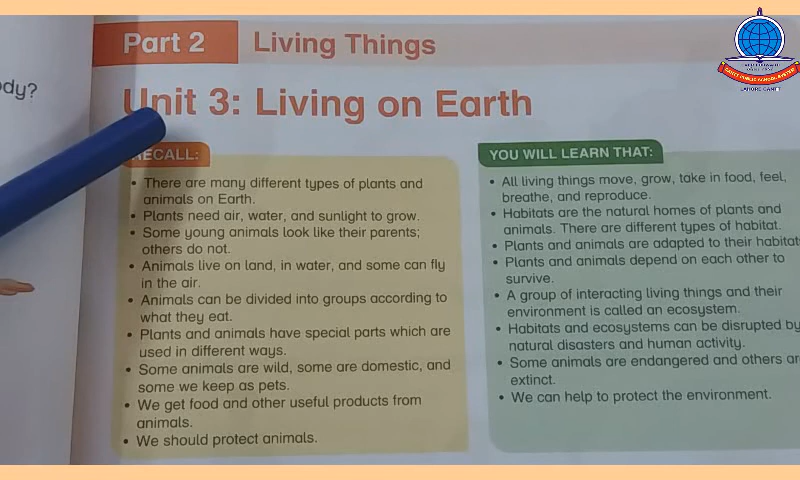 ody?
Part 2 Living Things
Unit 3: Living on Earth
RECALL:
• There are many different types of plants and
animals on Earth.
• Plants need air, water, and sunlight to grow.
• Some young animals look like their parents;
others do not.
• Animals live on land, in water, and some can fly
in the air.
• Animals can be divided into groups according to
what they eat.
• Plants and animals have special parts which are
used in different ways.
• Some animals are wild, some are domestic, and
some we keep as pets.
• We get food and other useful products from
animals.
• We should protect animals.
YOU WILL LEARN THAT:
• All living things move, grow, take in food, feel,
breathe, and reproduce.
• Habitats are the natural homes of plants and
animals. There are different types of habitat.
• Plants and animals are adapted to their habitat
• Plants and animals depend on each other to
survive.
• A group of interacting living things and their
environment is called an ecosystem.
• Habitats and ecosystems can be disrupted by
natural disasters and human activity.
• Some animals are endangered and others ar
extinct.
• We can help to protect the environment.
LAHORE CANTT